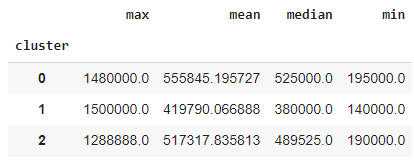 max mean median min
cluster
0 1480000.0 555845.195727 525000.0 195000.0
1 1500000.0 419790.066888 380000.0 140000.0
2 1288888.0 517317.835813 489525.0 190000.0